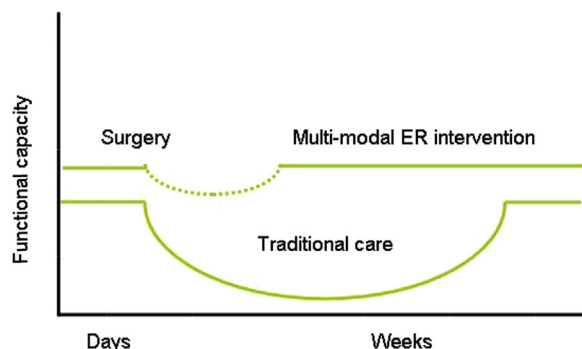 Functional capacity
Surgery
Multi-modal ER intervention
Traditional care
Days
Weeks